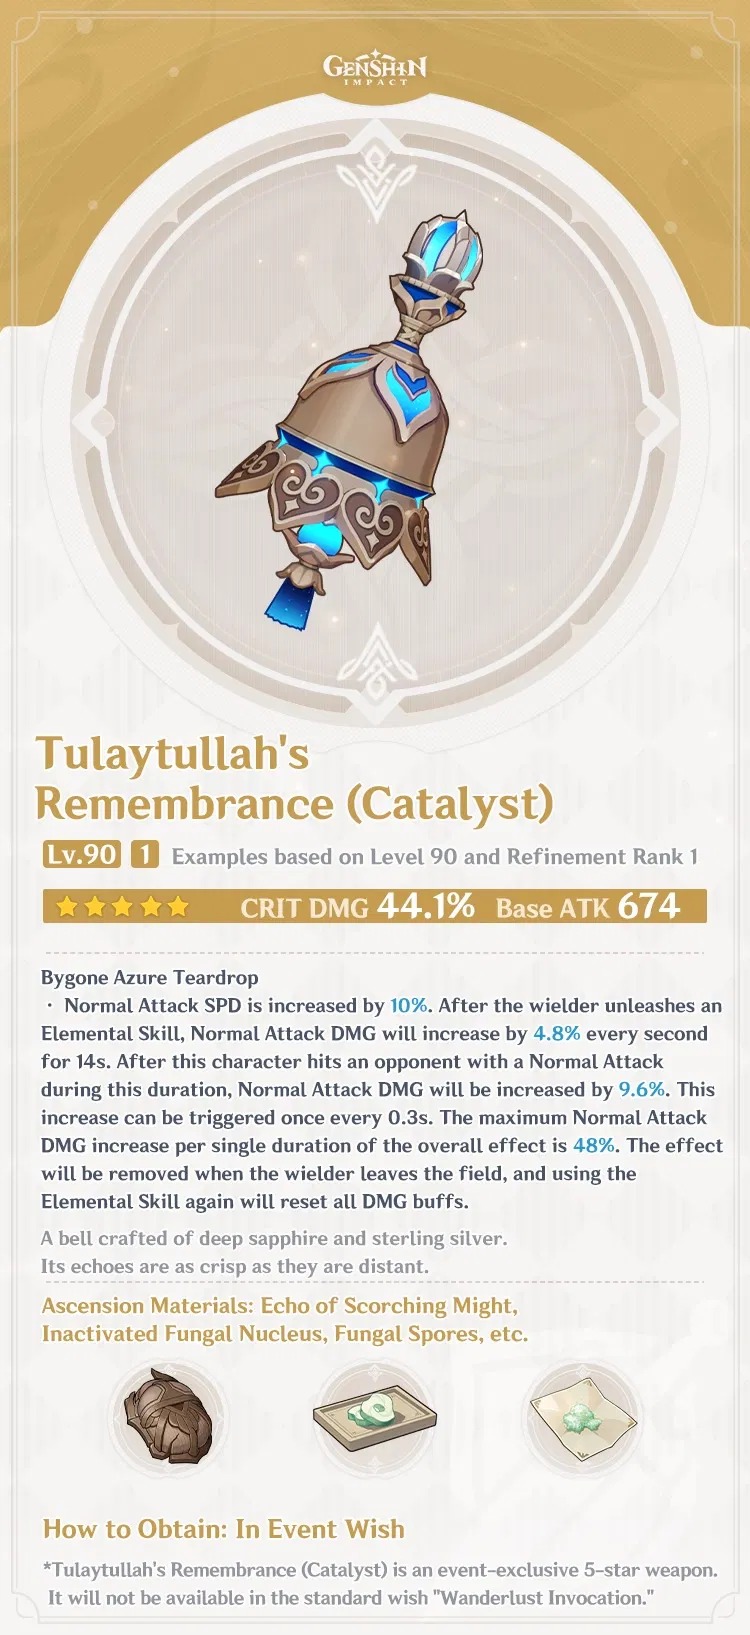 GENSHIN
IMPACT
Tulaytullah's
Remembrance (Catalyst)
Lv.90 1 Examples based on Level 90 and Refinement Rank 1
CRIT DMG 44.1% Base ATK 674
Bygone Azure Teardrop
· Normal Attack SPD is increased by 10%. After the wielder unleashes an
Elemental Skill, Normal Attack DMG will increase by 4.8% every second
for 14s. After this character hits an opponent with a Normal Attack
during this duration, Normal Attack DMG will be increased by 9.6%. This
increase can be triggered once every 0.3s. The maximum Normal Attack
DMG increase per single duration of the overall effect is 48%. The effect
will be removed when the wielder leaves the field, and using the
Elemental Skill again will reset all DMG buffs.
A bell crafted of deep sapphire and sterling silver.
Its echoes are as crisp as they are distant.
Ascension Materials: Echo of Scorching Might,
Inactivated Fungal Nucleus, Fungal Spores, etc.
How to Obtain: In Event Wish
*Tulaytullah's Remembrance (Catalyst) is an event-exclusive 5-star weapon.
It will not be available in the standard wish "Wanderlust Invocation."